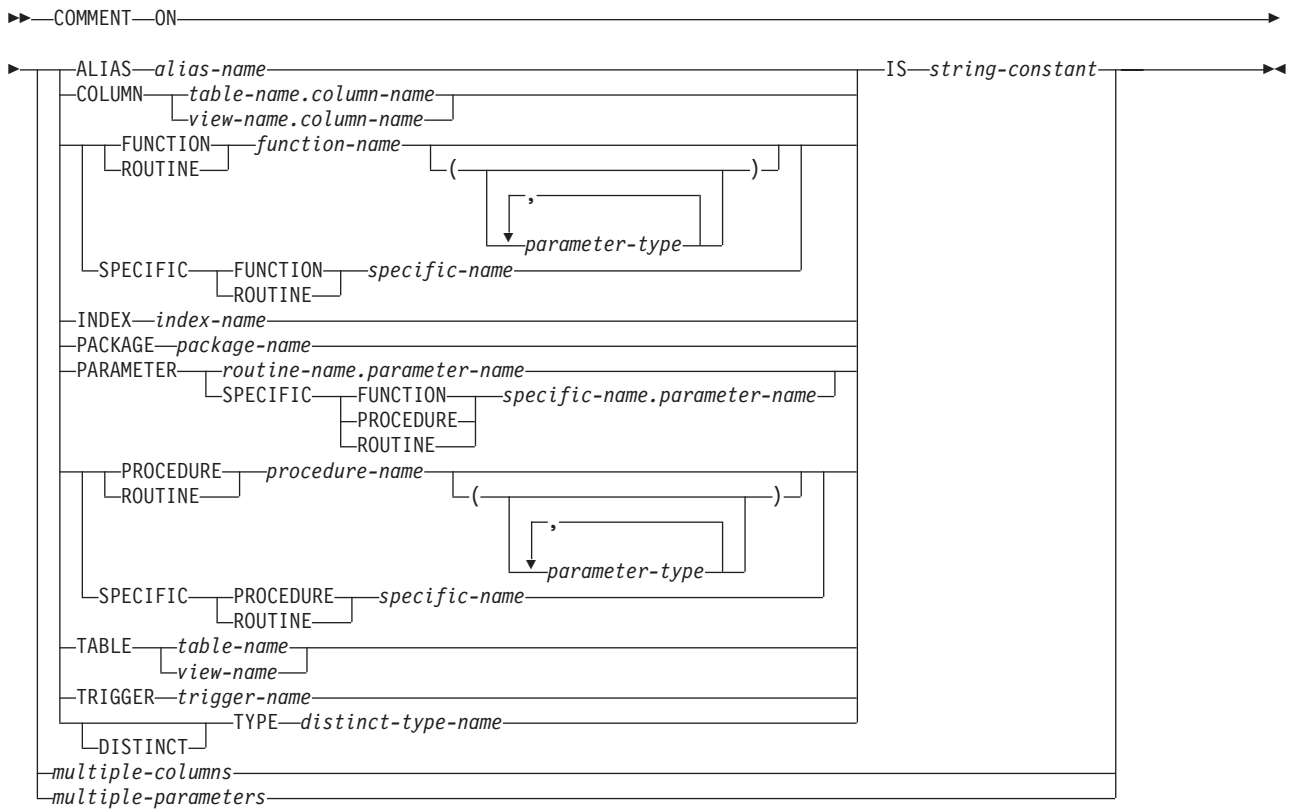 COMMENT ON
ALIAS alias-name IS string-constant
COLUMN table-name.column-name
view-name.column-name
FUNCTION function-name
ROUTINE ( )
,
parameter-type
SPECIFIC FUNCTION specific-name
ROUTINE
INDEX index-name
PACKAGE package-name
PARAMETER routine-name.parameter-name
SPECIFIC FUNCTION specific-name.parameter-name
PROCEDURE
ROUTINE
PROCEDURE procedure-name
ROUTINE ( )
,
parameter-type
SPECIFIC PROCEDURE specific-name
ROUTINE
TABLE table-name
view-name
TRIGGER trigger-name
TYPE distinct-type-name
DISTINCT
multiple-columns
multiple-parameters